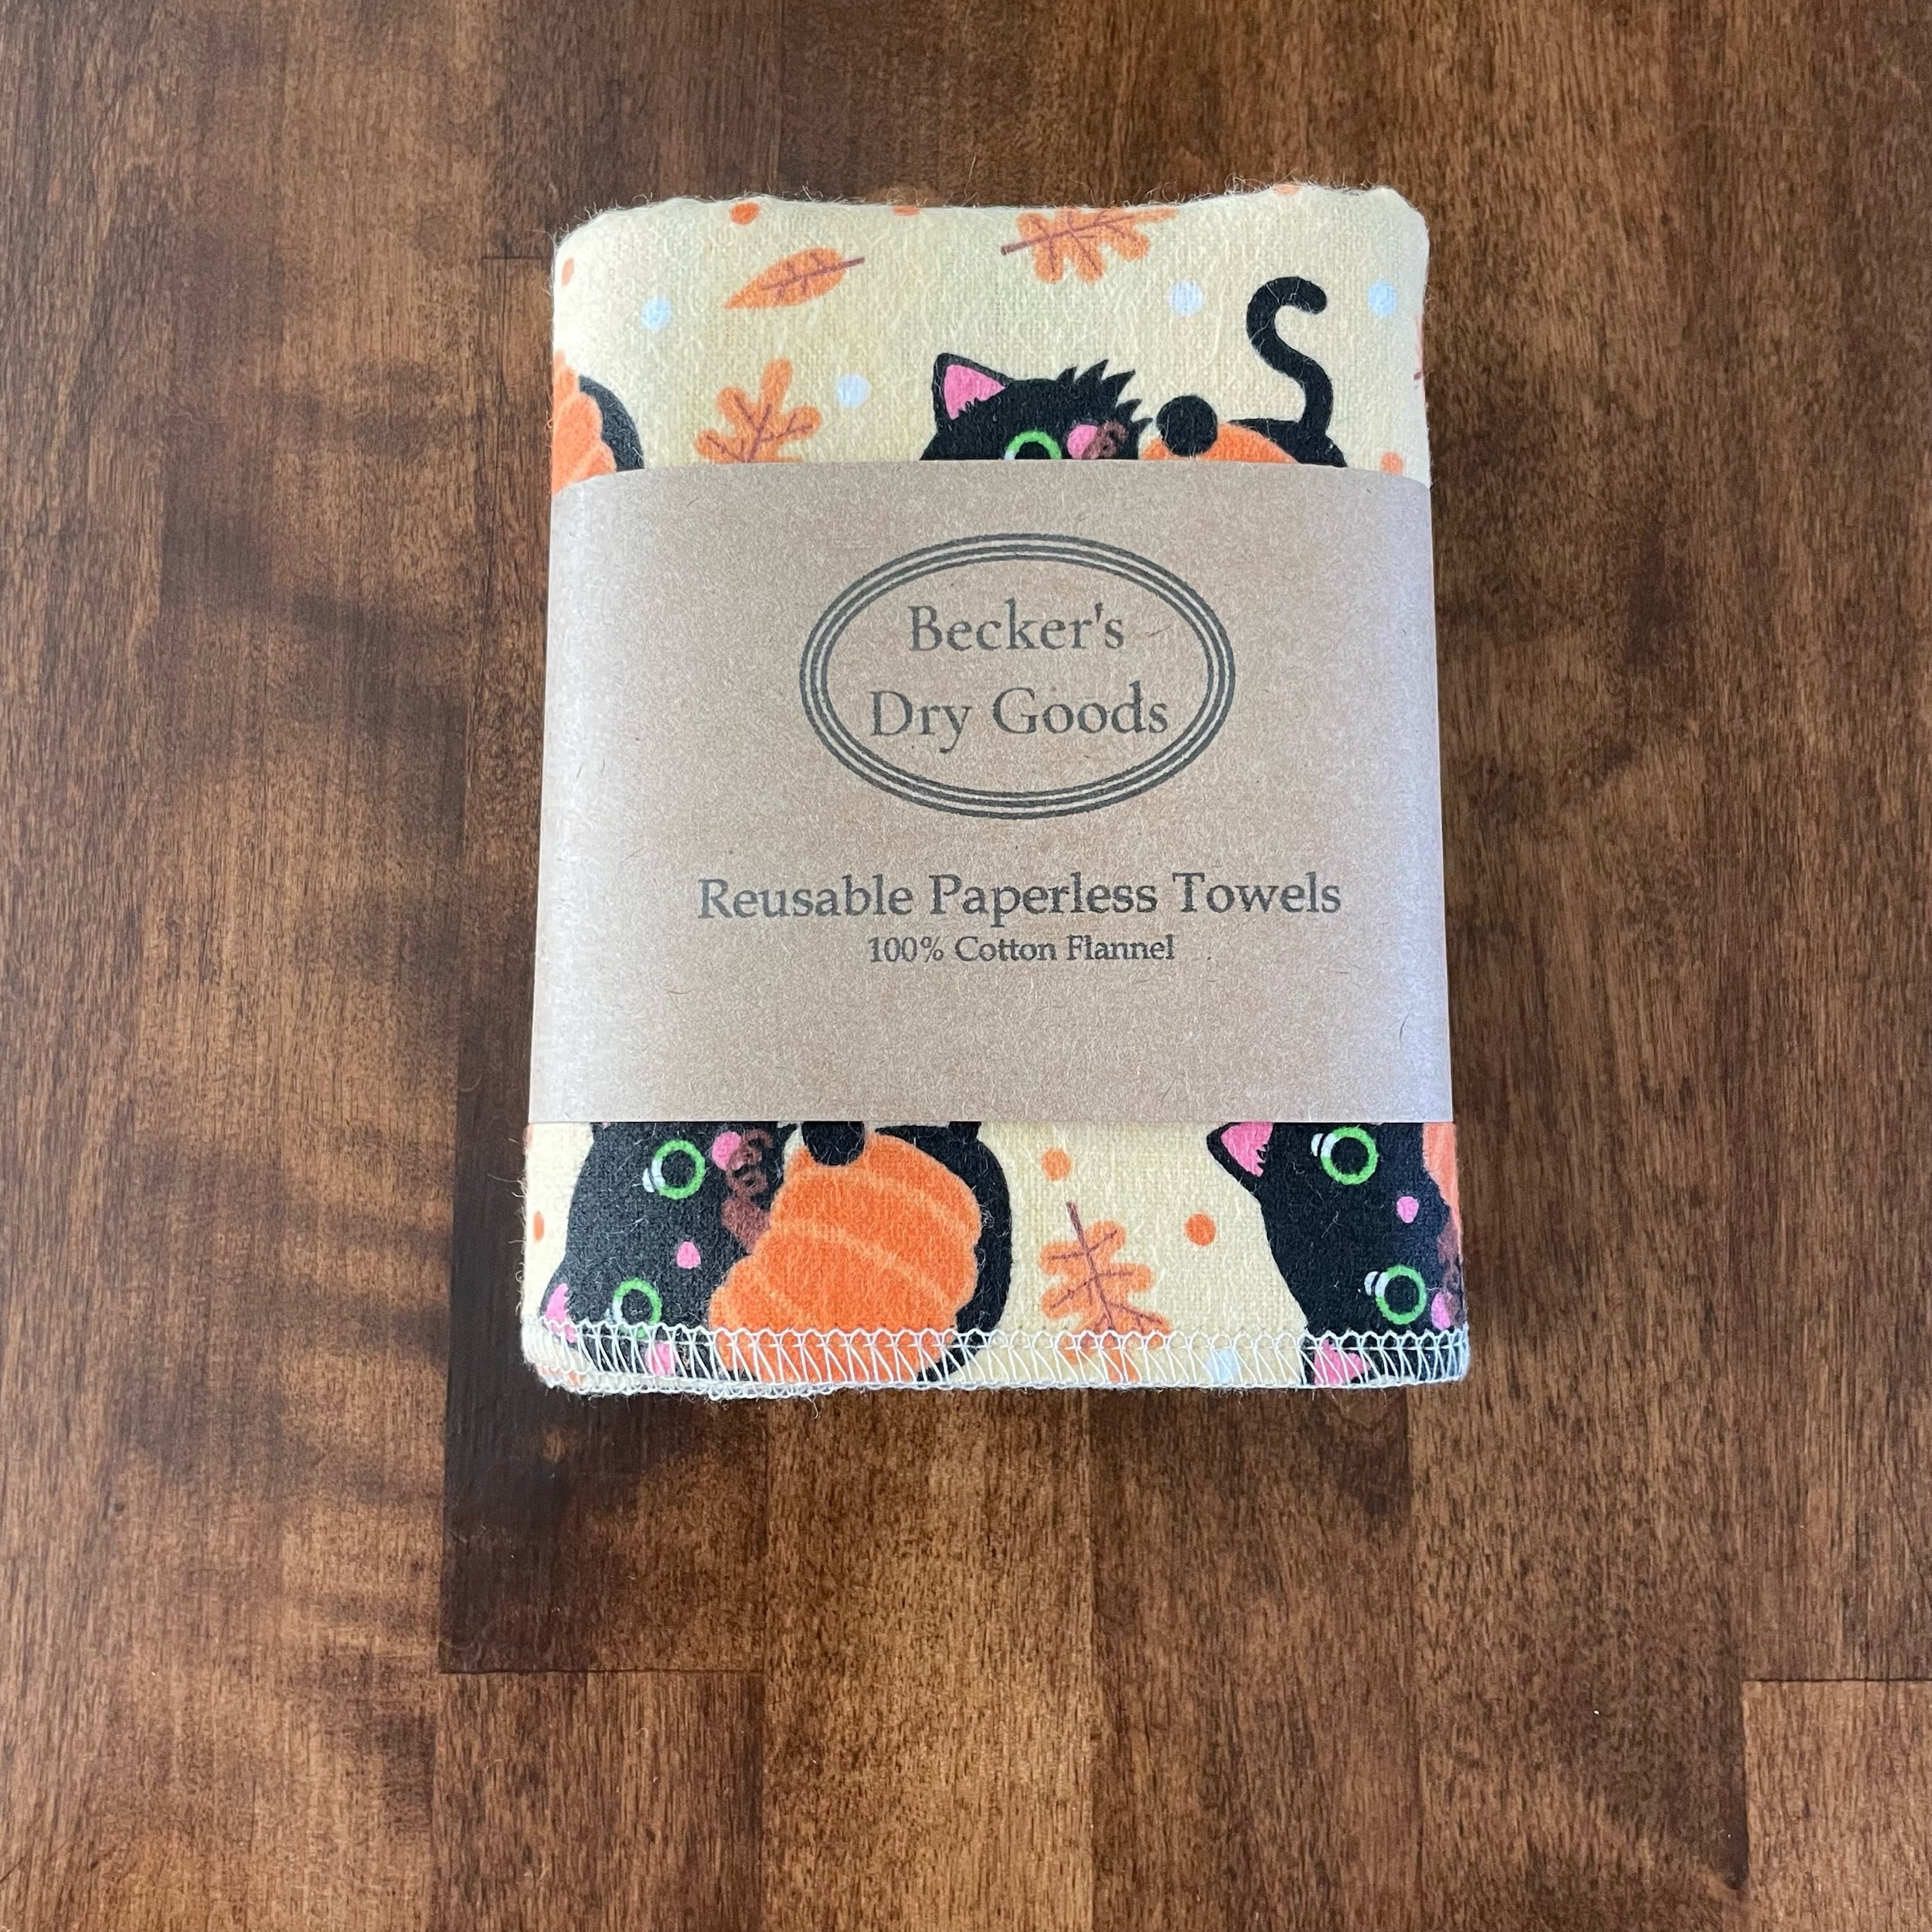 Becker's
Dry Goods
Reusable Paperless Towels
100% Cotton Flannel